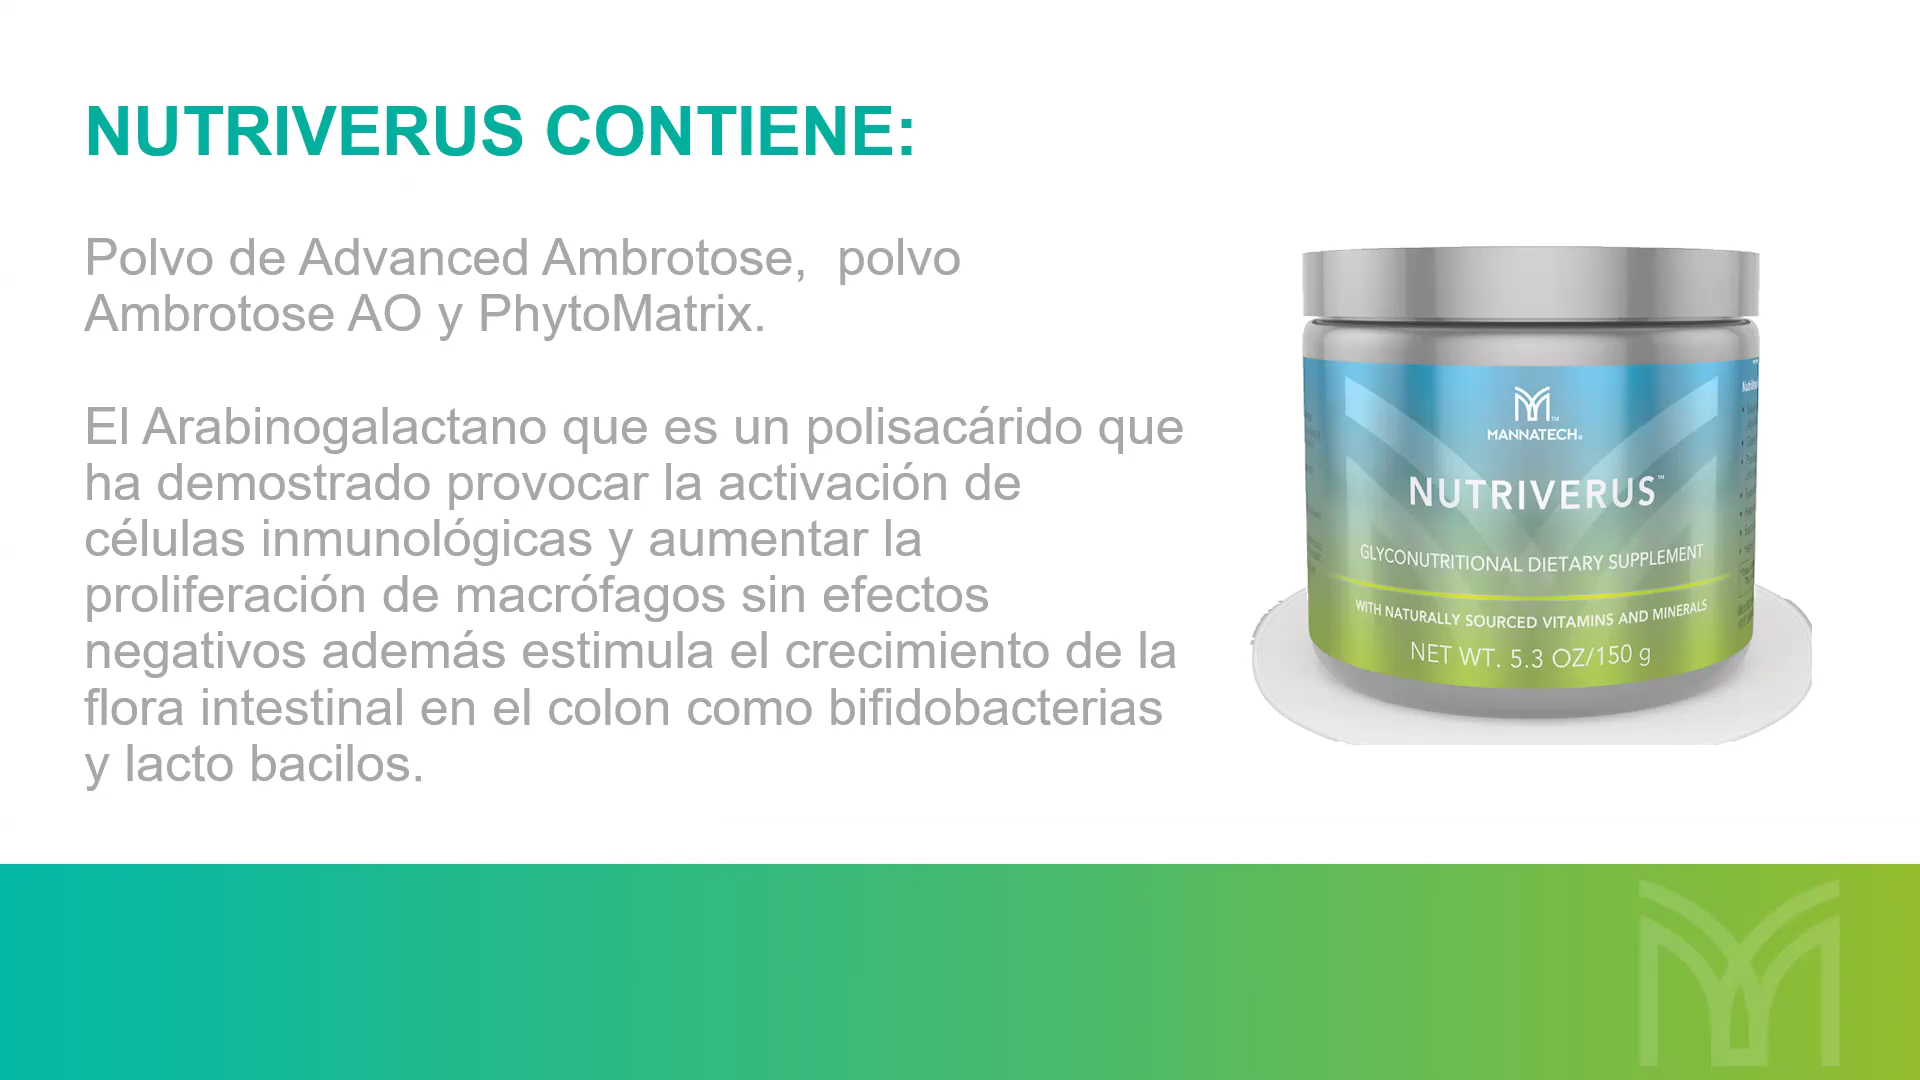 NUTRIVERUS CONTIENE:
Polvo de Advanced Ambrotose,  polvo
Ambrotose AO y PhytoMatrix.
El Arabinogalactano que es un polisacárido que
ha demostrado provocar la activación de
células inmunológicas y aumentar la
proliferación de macrófagos sin efectos
negativos además estimula el crecimiento de la
flora intestinal en el colon como bifidobacterias
y lacto bacilos.
MANNATECH®
NUTRIVERUS™
GLYCONUTRITIONAL DIETARY SUPPLEMENT
WITH NATURALLY SOURCED VITAMINS AND MINERALS
NET WT. 5.3 OZ/150 g